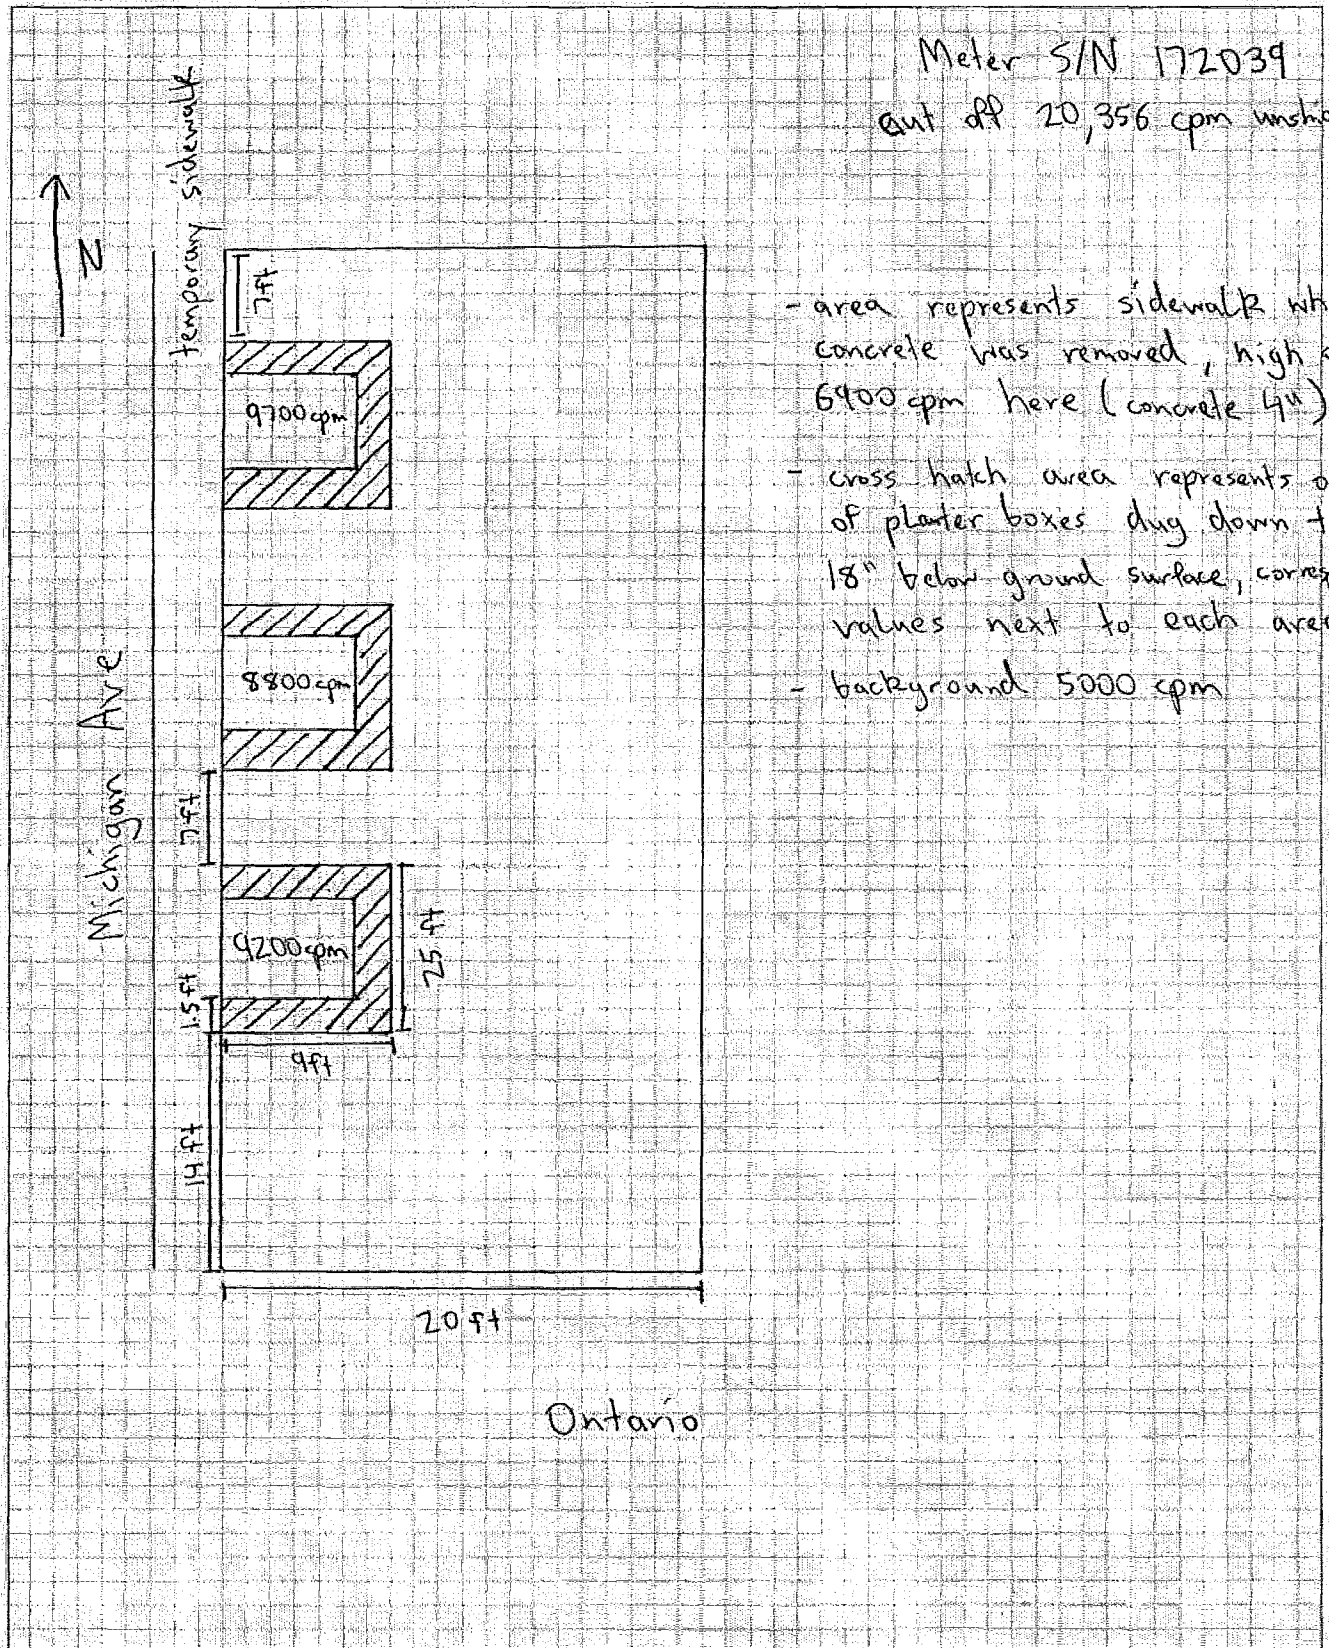 Meter S/N 172039
cut off 20,356 cpm
temporary sidewalk
N
7ft
- area represents sidewalk
concrete was removed, high
6400 cpm here (concrete 4")
9700 cpm
- cross hatch area represents
of planter boxes dug down
18" below ground surface,
values next to each
8800 cpm
- background 5000 cpm
Michigan Ave
7ft
9200 cpm
25 ft
1.5 ft
9ft
14 ft
20 ft
Ontario